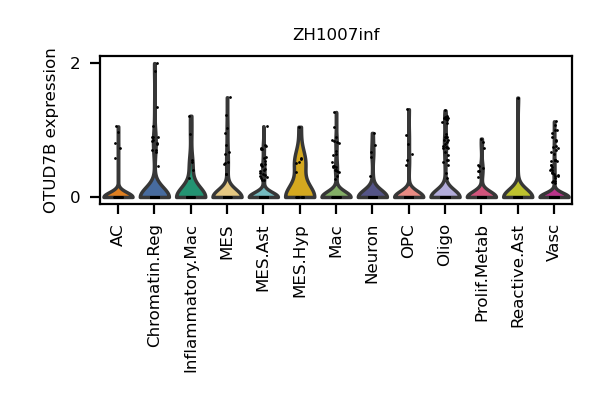 ZH1007inf
OTUD7B expression
2
0
AC
Chromatin.Reg
Inflammatory.Mac
MES
MES.Ast
MES.Hyp
Mac
Neuron
OPC
Oligo
Prolif.Metab
Reactive.Ast
Vasc